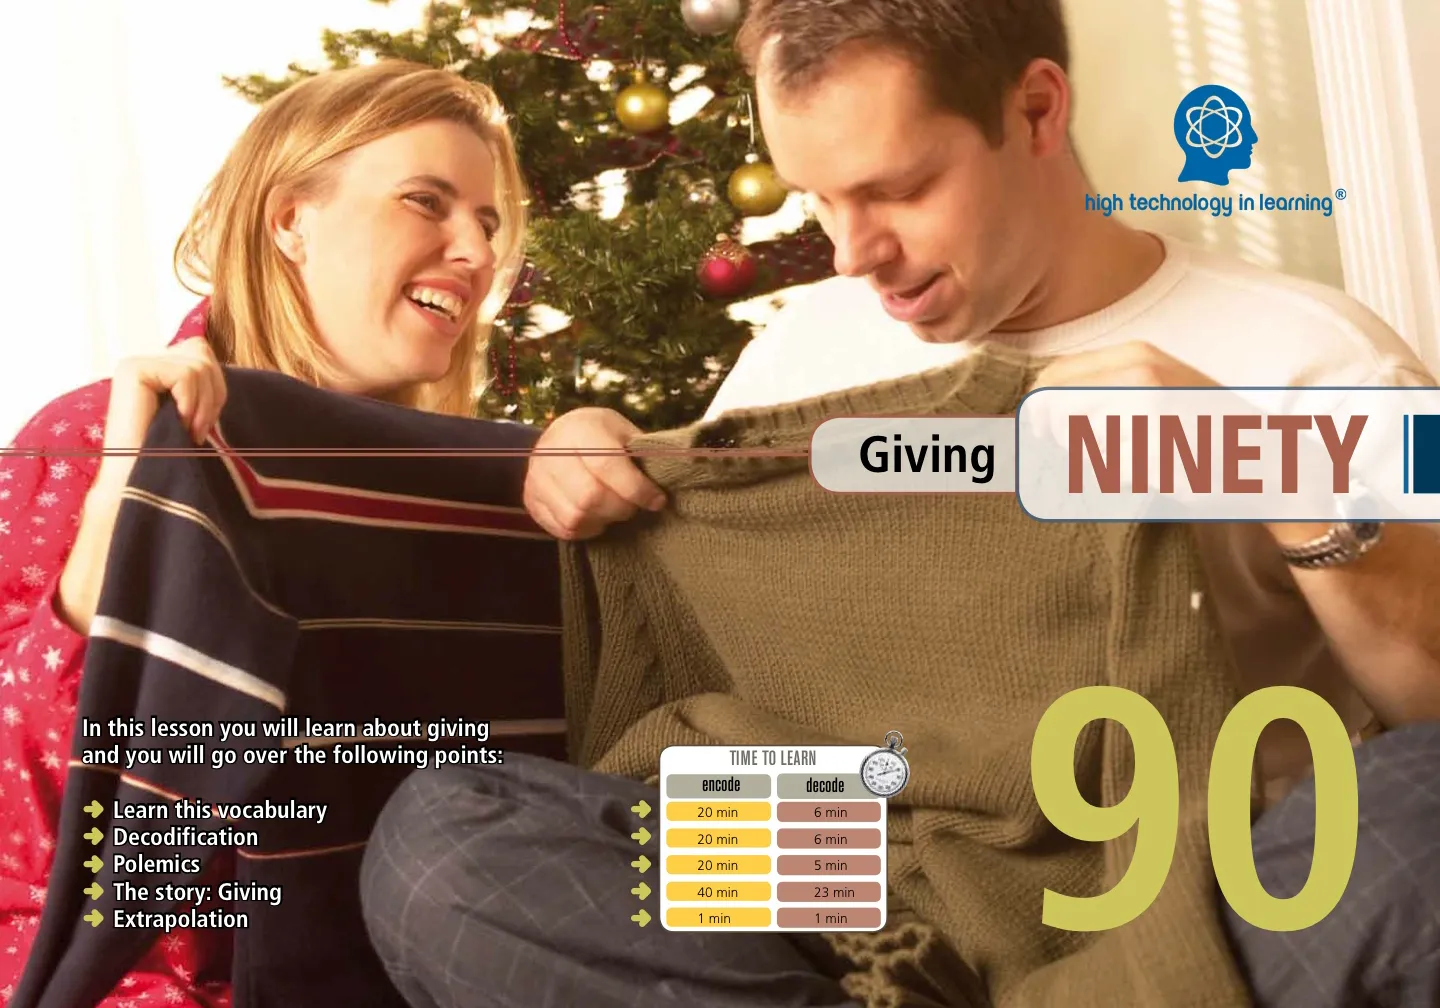 high technology in learning®
Giving
NINETY
90
In this lesson you will learn about giving
and you will go over the following points:
Learn this vocabulary
Decodification
Polemics
The story: Giving
Extrapolation
TIME TO LEARN
encode decode
20 min 6 min
20 min 6 min
20 min 5 min
40 min 23 min
1 min 1 min